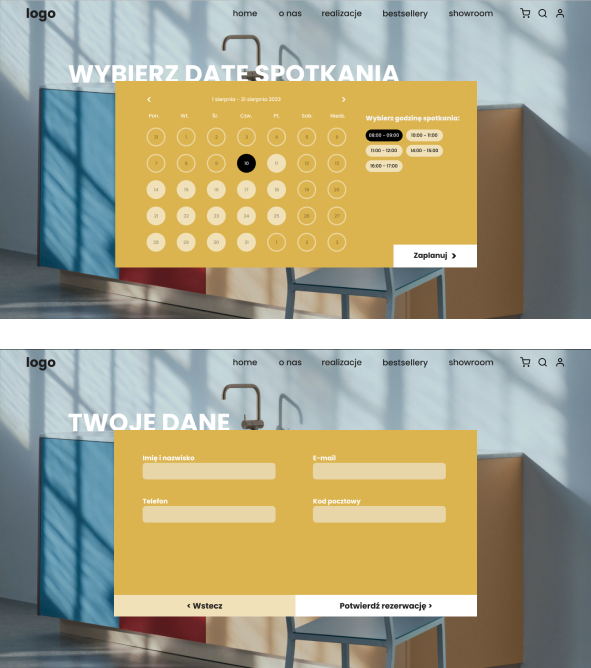 logo
home o nas realizacje bestsellery showroom
WYBIERZ DATE SPOTKANIA
1 sierpnia - 31 sierpnia 2023
Pon. Wt. Śr. Czw. Pt. Sob. Niedz.
31 1 2 3 4 5 6
7 8 9 10 11 12 13
14 15 16 17 18 19 20
21 22 23 24 25 26 27
28 29 30 31 1 2 3
Wybierz godzinę spotkania:
08:00 - 09:00 10:00 - 11:00
11:00 - 12:00 14:00 - 15:00
16:00 - 17:00
Zaplanuj >
logo
home o nas realizacje bestsellery showroom
TWOJE DANE
Imię i nazwisko E-mail
Telefon Kod pocztowy
< Wstecz Potwierdź rezerwację >